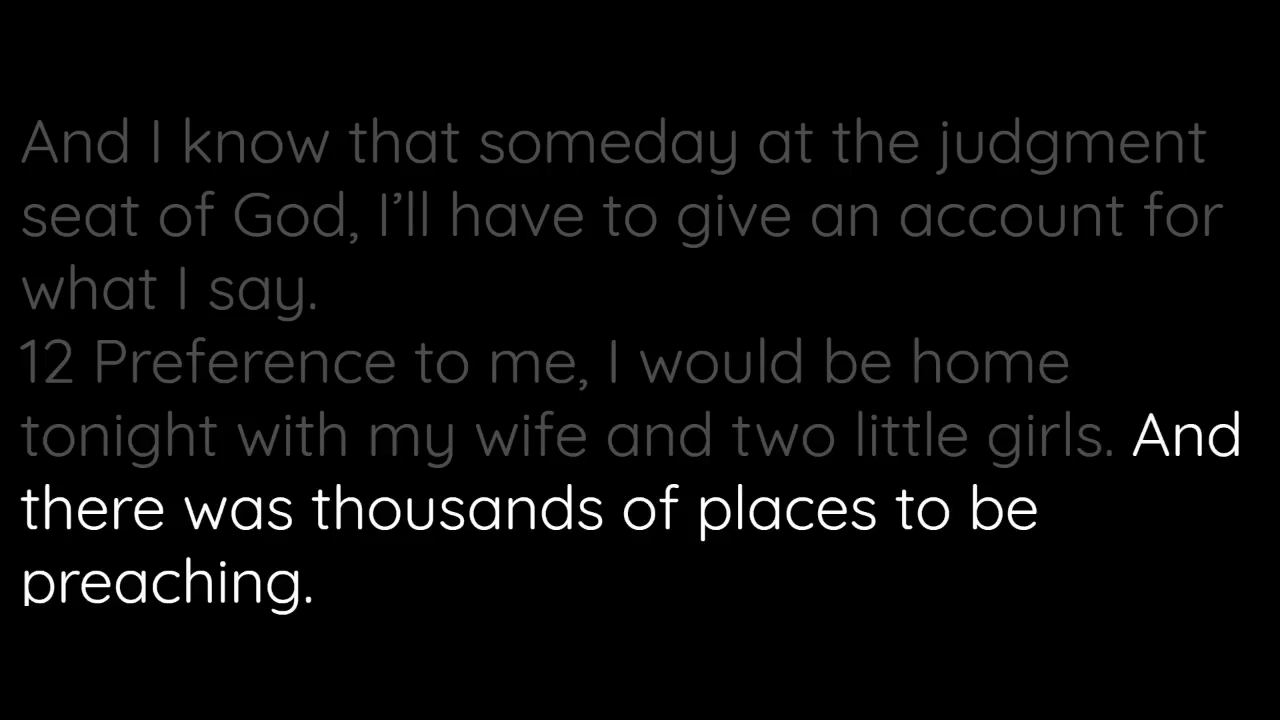 And I know that someday at the judgment
seat of God, I’ll have to give an account for
what I say.
12 Preference to me, I would be home
tonight with my wife and two little girls. And
there was thousands of places to be
preaching.